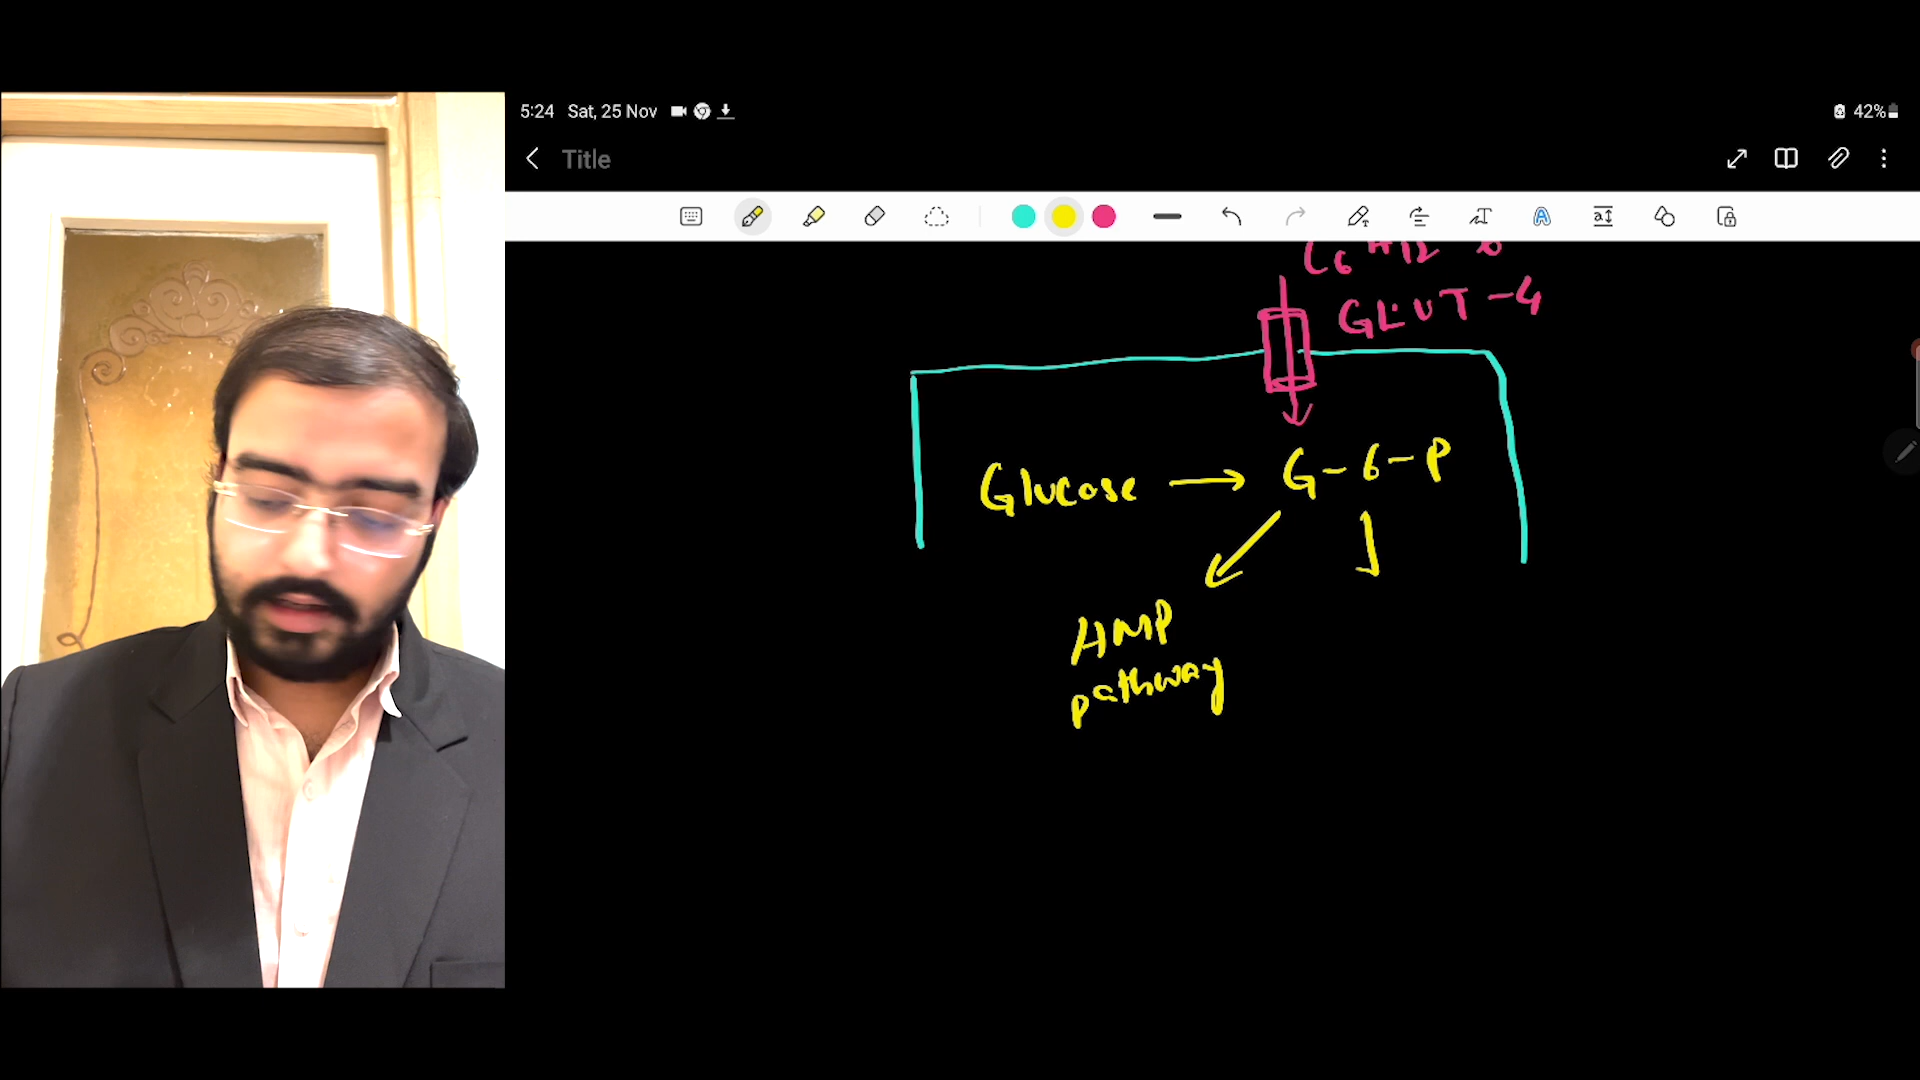 5:24 Sat, 25 Nov
42%
Title
GLUT-4
Glucose → G-6-P
HMP
pathway